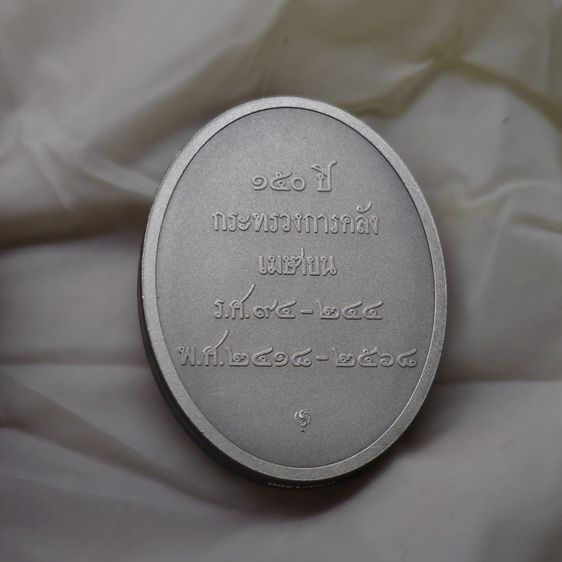 ๑๕๐ ปี
กระทรวงการคลัง
เมษายน
ร.ศ.๙๔ - ๒๔๔
พ.ศ.๒๔๑๘ - ๒๕๖๘